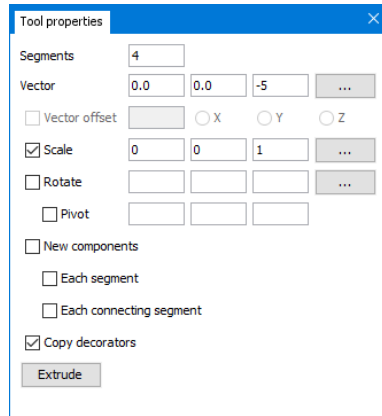 Tool properties
Segments 4
Vector 0.0 0.0 -5 ...
Vector offset X Y Z
Scale 0 0 1 ...
Rotate ...
Pivot
New components
Each segment
Each connecting segment
Copy decorators
Extrude